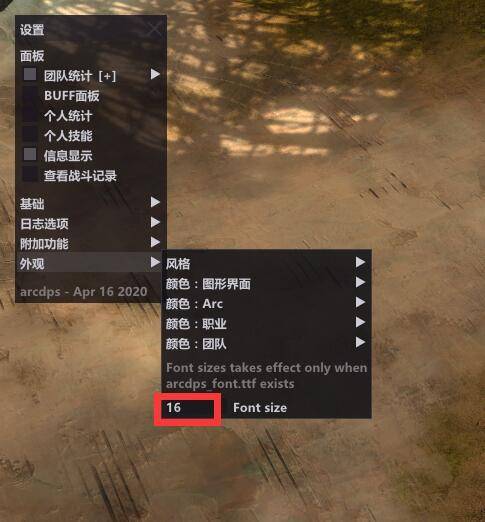 设置
面板
团队统计 [+]
BUFF面板
个人统计
个人技能
信息显示
查看战斗记录
基础
日志选项
附加功能
外观
arcdps - Apr 16 2020
风格
颜色：图形界面
颜色：Arc
颜色：职业
颜色：团队
Font sizes takes effect only when
arcdps_font.ttf exists
16 Font size